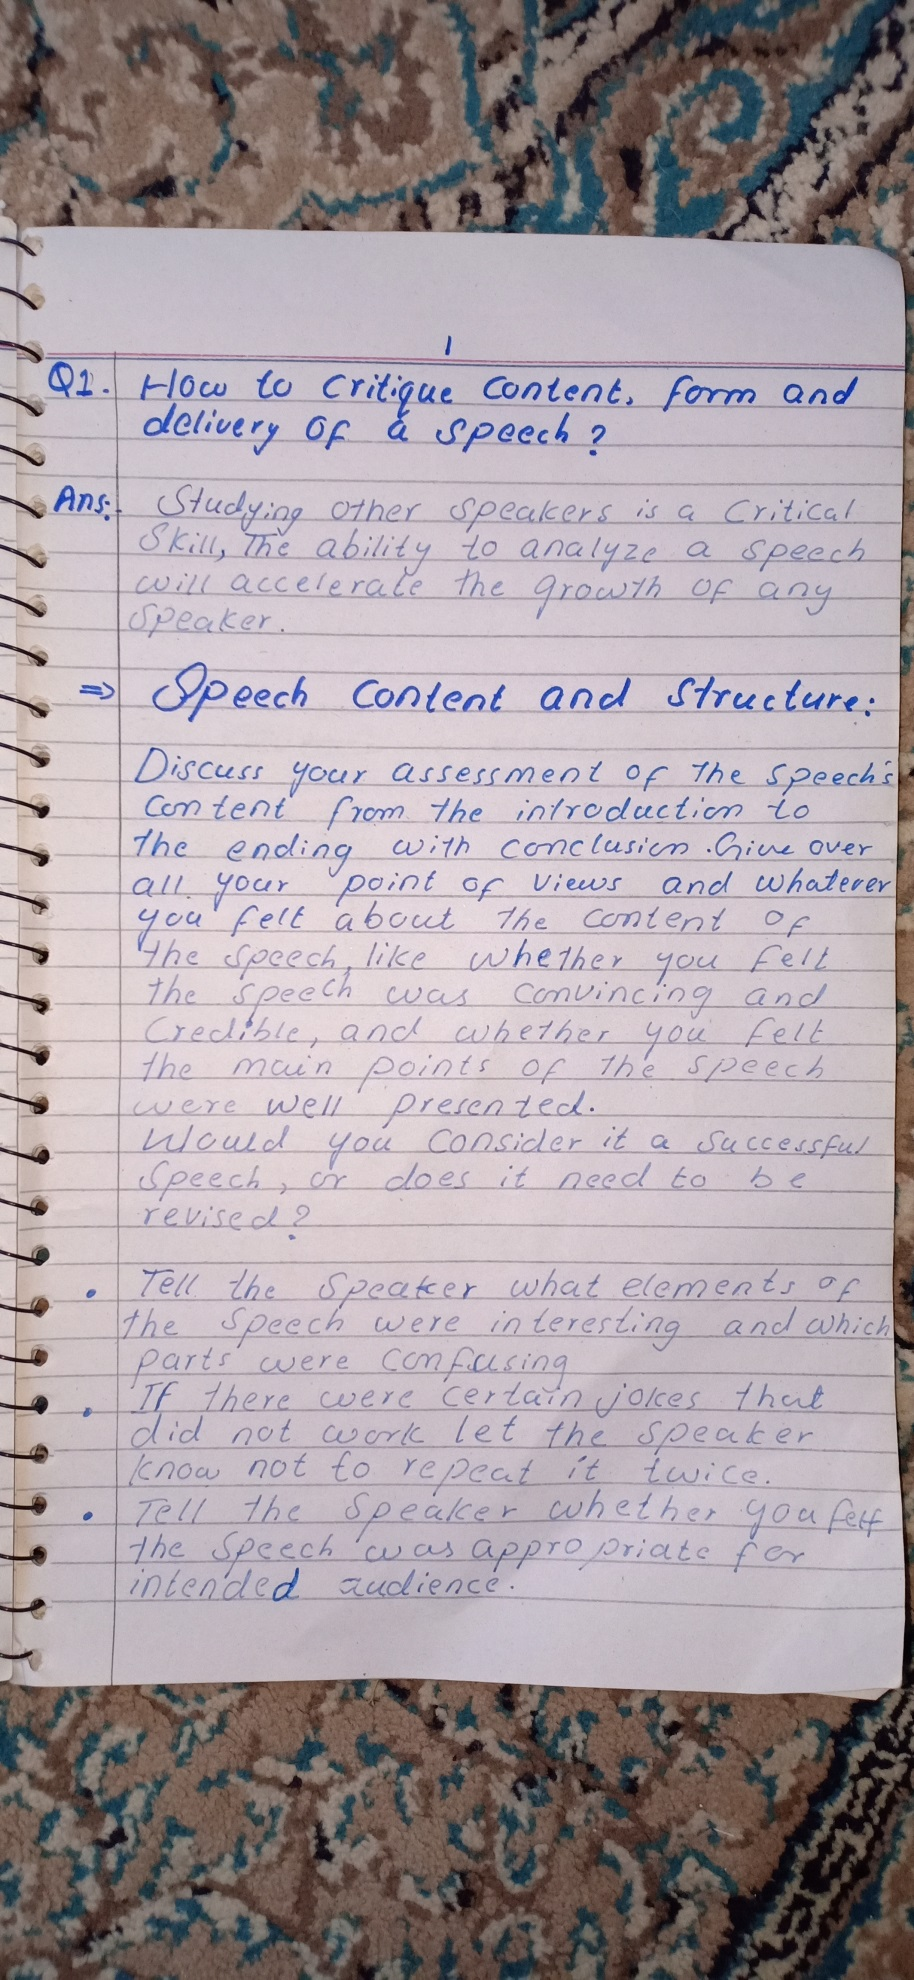 1
Q1. How to critique content, form and
delivery of a speech?
Ans:- Studying other speakers is a critical
skill, The ability to analyze a speech
will accelerate the growth of any
speaker.
⇒ Speech content and structure:
Discuss your assessment of the speech's
content from the introduction to
the ending with conclusion. Give over
all your point of views and whatever
you felt about the content of
the speech, like whether you felt
the speech was convincing and
credible, and whether you felt
the main points of the speech
were well presented.
Would you consider it a successful
speech, or does it need to be
revised?
• Tell the speaker what elements of
the speech were interesting and which
parts were confusing
• If there were certain jokes that
did not work let the speaker
know not to repeat it twice.
• Tell the speaker whether you felt
the speech was appropriate for
intended audience.